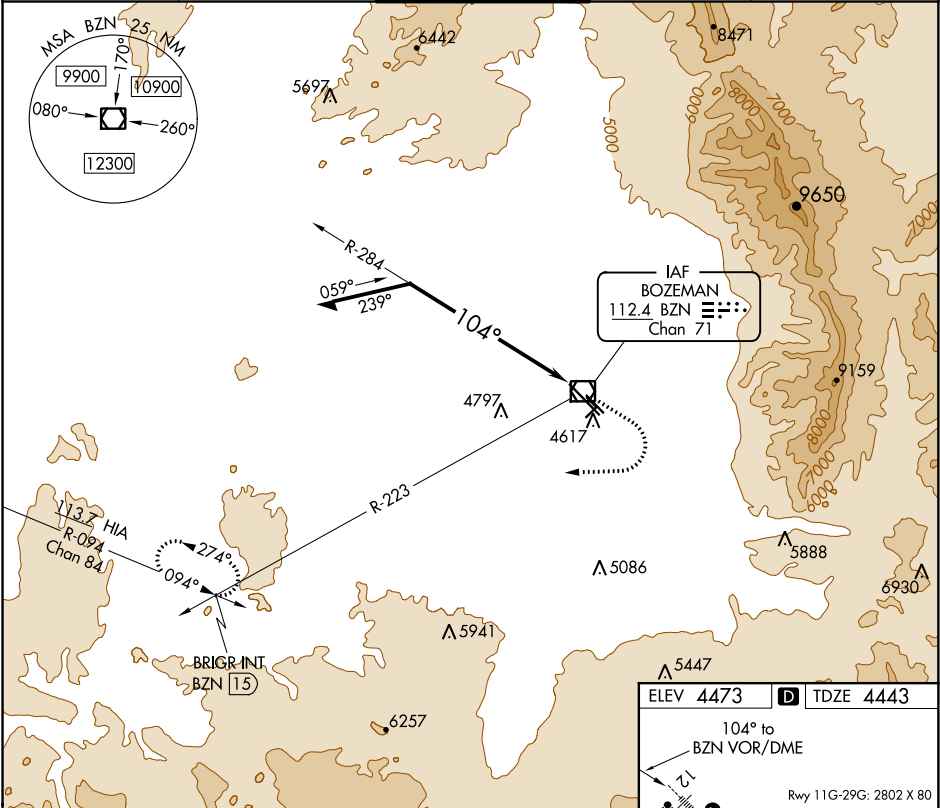 MSA BZN 25 NM
170°
9900
10900
080°
260°
12300
6442
5697
8471
5000
6000
8000
7000
9650
7000
R-284
059°
239°
104°
IAF
BOZEMAN
112.4 BZN
Chan 71
4797
4617
9159
8000
7000
6000
R-223
113.7 HIA
R-094
Chan 84
274°
094°
5888
5086
6930
BRIGR INT
BZN 15
5941
5447
6257
ELEV 4473 D TDZE 4443
104° to
BZN VOR/DME
12
Rwy 11G-29G: 2802 X 80